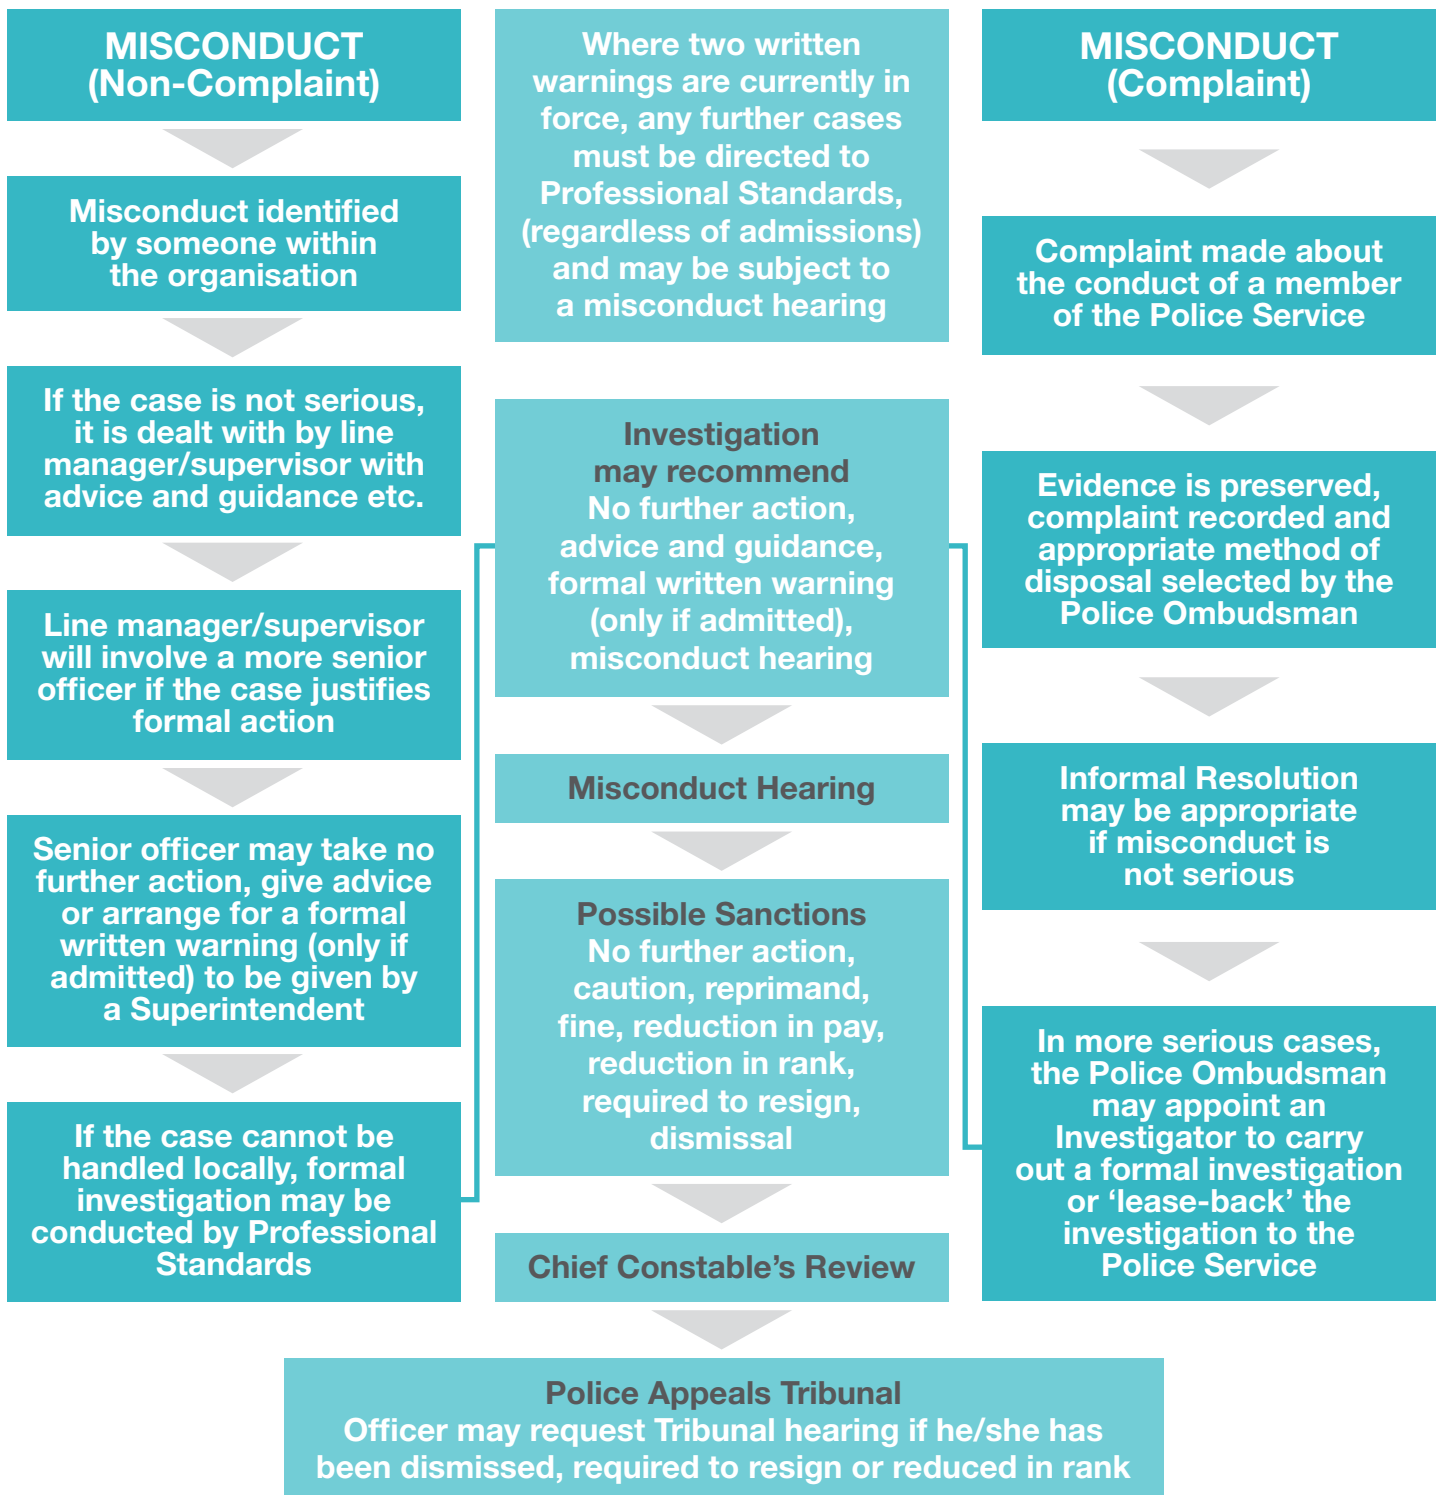 MISCONDUCT
(Non-Complaint)
Misconduct identified
by someone within
the organisation
If the case is not serious,
it is dealt with by line
manager/supervisor with
advice and guidance etc.
Line manager/supervisor
will involve a more senior
officer if the case justifies
formal action
Senior officer may take no
further action, give advice
or arrange for a formal
written warning (only if
admitted) to be given by
a Superintendent
If the case cannot be
handled locally, formal
investigation may be
conducted by Professional
Standards
Where two written
warnings are currently in
force, any further cases
must be directed to
Professional Standards,
(regardless of admissions)
and may be subject to
a misconduct hearing
Investigation
may recommend
No further action,
advice and guidance,
formal written warning
(only if admitted),
misconduct hearing
Misconduct Hearing
Possible Sanctions
No further action,
caution, reprimand,
fine, reduction in pay,
reduction in rank,
required to resign,
dismissal
Chief Constable’s Review
MISCONDUCT
(Complaint)
Complaint made about
the conduct of a member
of the Police Service
Evidence is preserved,
complaint recorded and
appropriate method of
disposal selected by the
Police Ombudsman
Informal Resolution
may be appropriate
if misconduct is
not serious
In more serious cases,
the Police Ombudsman
may appoint an
Investigator to carry
out a formal investigation
or ‘lease-back’ the
investigation to the
Police Service
Police Appeals Tribunal
Officer may request Tribunal hearing if he/she has
been dismissed, required to resign or reduced in rank